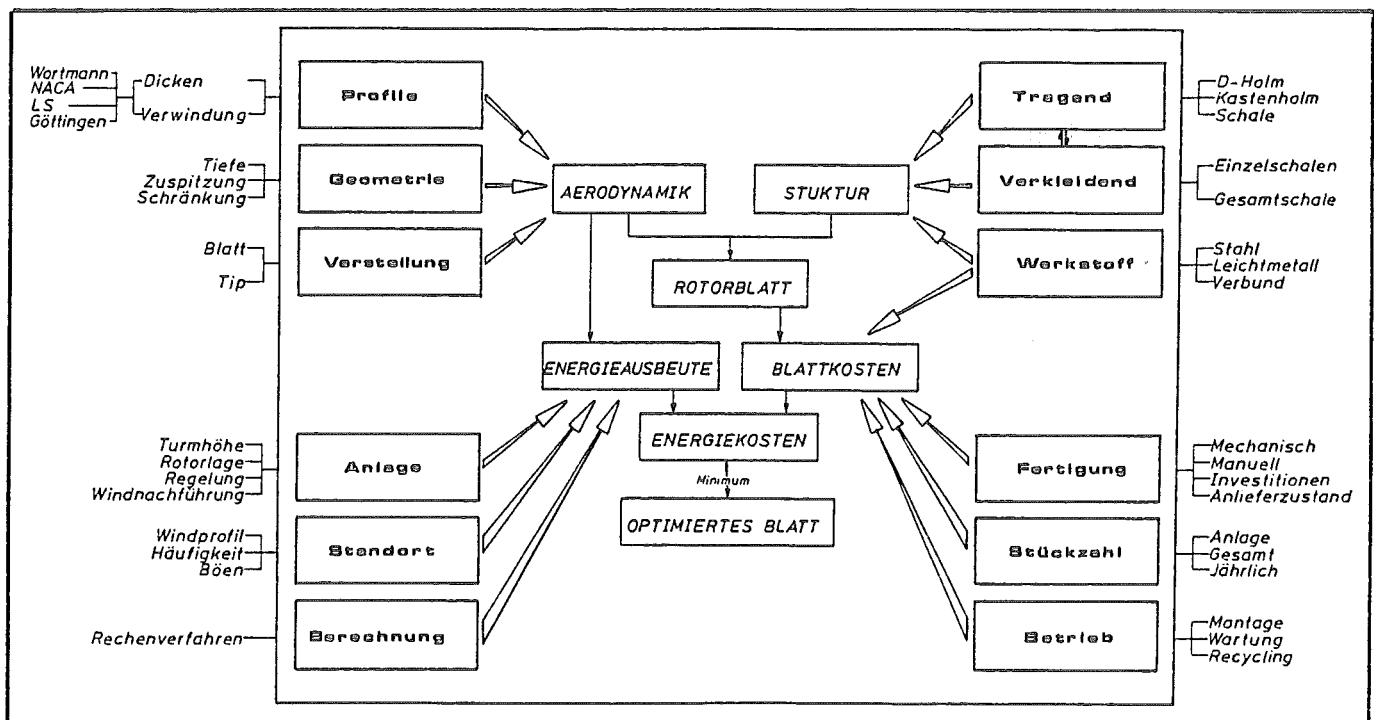 Wortmann
NACA
LS
Göttingen
Dicken
Verwindung
Profile
Tiefe
Zuspitzung
Schränkung
Geometrie
Blatt
Tip
Verstellung
AERODYNAMIK
STUKTUR
ROTORBLATT
ENERGIEAUSBEUTE
BLATTKOSTEN
ENERGIEKOSTEN
Minimum
OPTIMIERTES BLATT
Tragend
D-Holm
Kastenholm
Schale
Verkleidend
Einzelschalen
Gesamtschale
Werkstoff
Stahl
Leichtmetall
Verbund
Turmhöhe
Rotorlage
Regelung
Windnachführung
Anlage
Windprofil
Häufigkeit
Böen
Standort
Rechenverfahren
Berechnung
Fertigung
Mechanisch
Manuell
Investitionen
Anlieferzustand
Stückzahl
Anlage
Gesamt
Jährlich
Betrieb
Montage
Wartung
Recycling